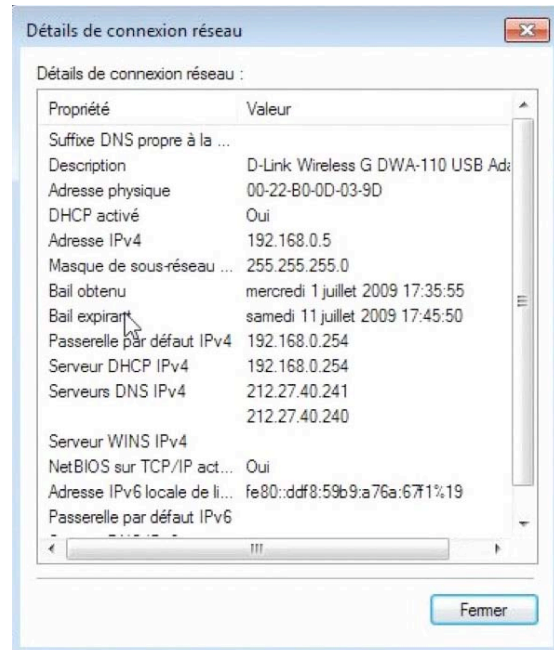 Détails de connexion réseau
Détails de connexion réseau :
Propriété Valeur
Suffixe DNS propre à la ...
Description D-Link Wireless G DWA-110 USB Ada
Adresse physique 00-22-B0-0D-03-9D
DHCP activé Oui
Adresse IPv4 192.168.0.5
Masque de sous-réseau ... 255.255.255.0
Bail obtenu mercredi 1 juillet 2009 17:35:55
Bail expirant samedi 11 juillet 2009 17:45:50
Passerelle par défaut IPv4 192.168.0.254
Serveur DHCP IPv4 192.168.0.254
Serveurs DNS IPv4 212.27.40.241
212.27.40.240
Serveur WINS IPv4
NetBIOS sur TCP/IP act... Oui
Adresse IPv6 locale de li... fe80::ddf8:59b9:a76a:67f1%19
Passerelle par défaut IPv6
Fermer